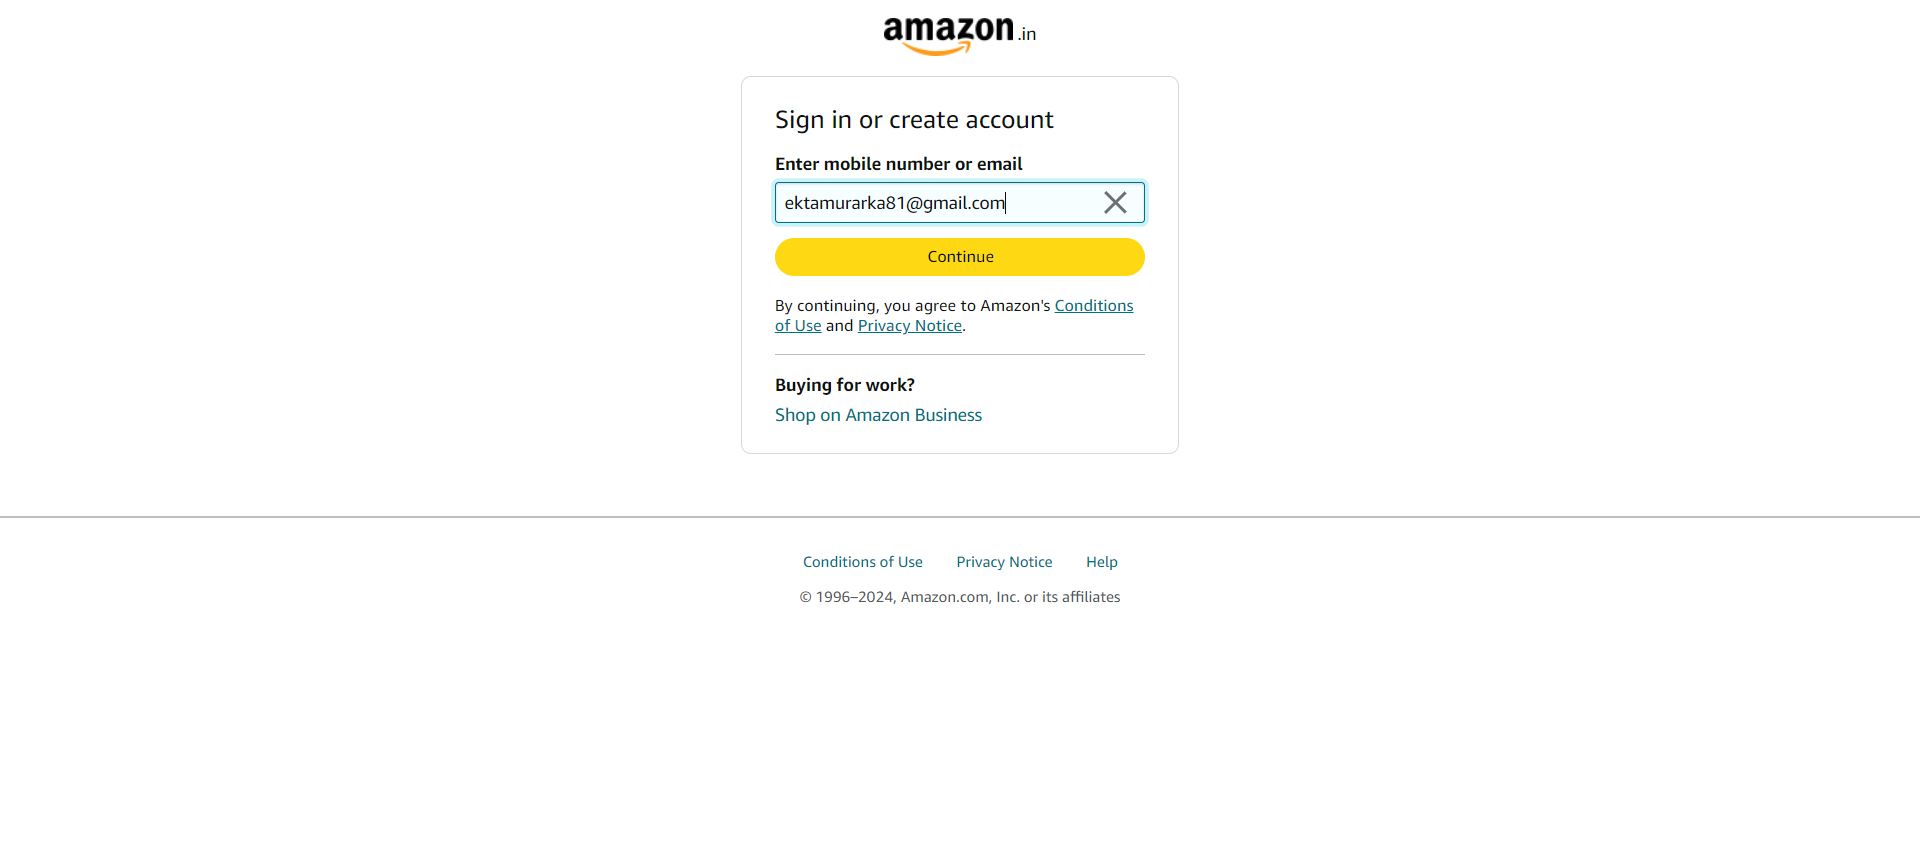 amazon.in
Sign in or create account
Enter mobile number or email
ektamurarka81@gmail.com
Continue
By continuing, you agree to Amazon's Conditions
of Use and Privacy Notice.
Buying for work?
Shop on Amazon Business
Conditions of Use Privacy Notice Help
© 1996–2024, Amazon.com, Inc. or its affiliates